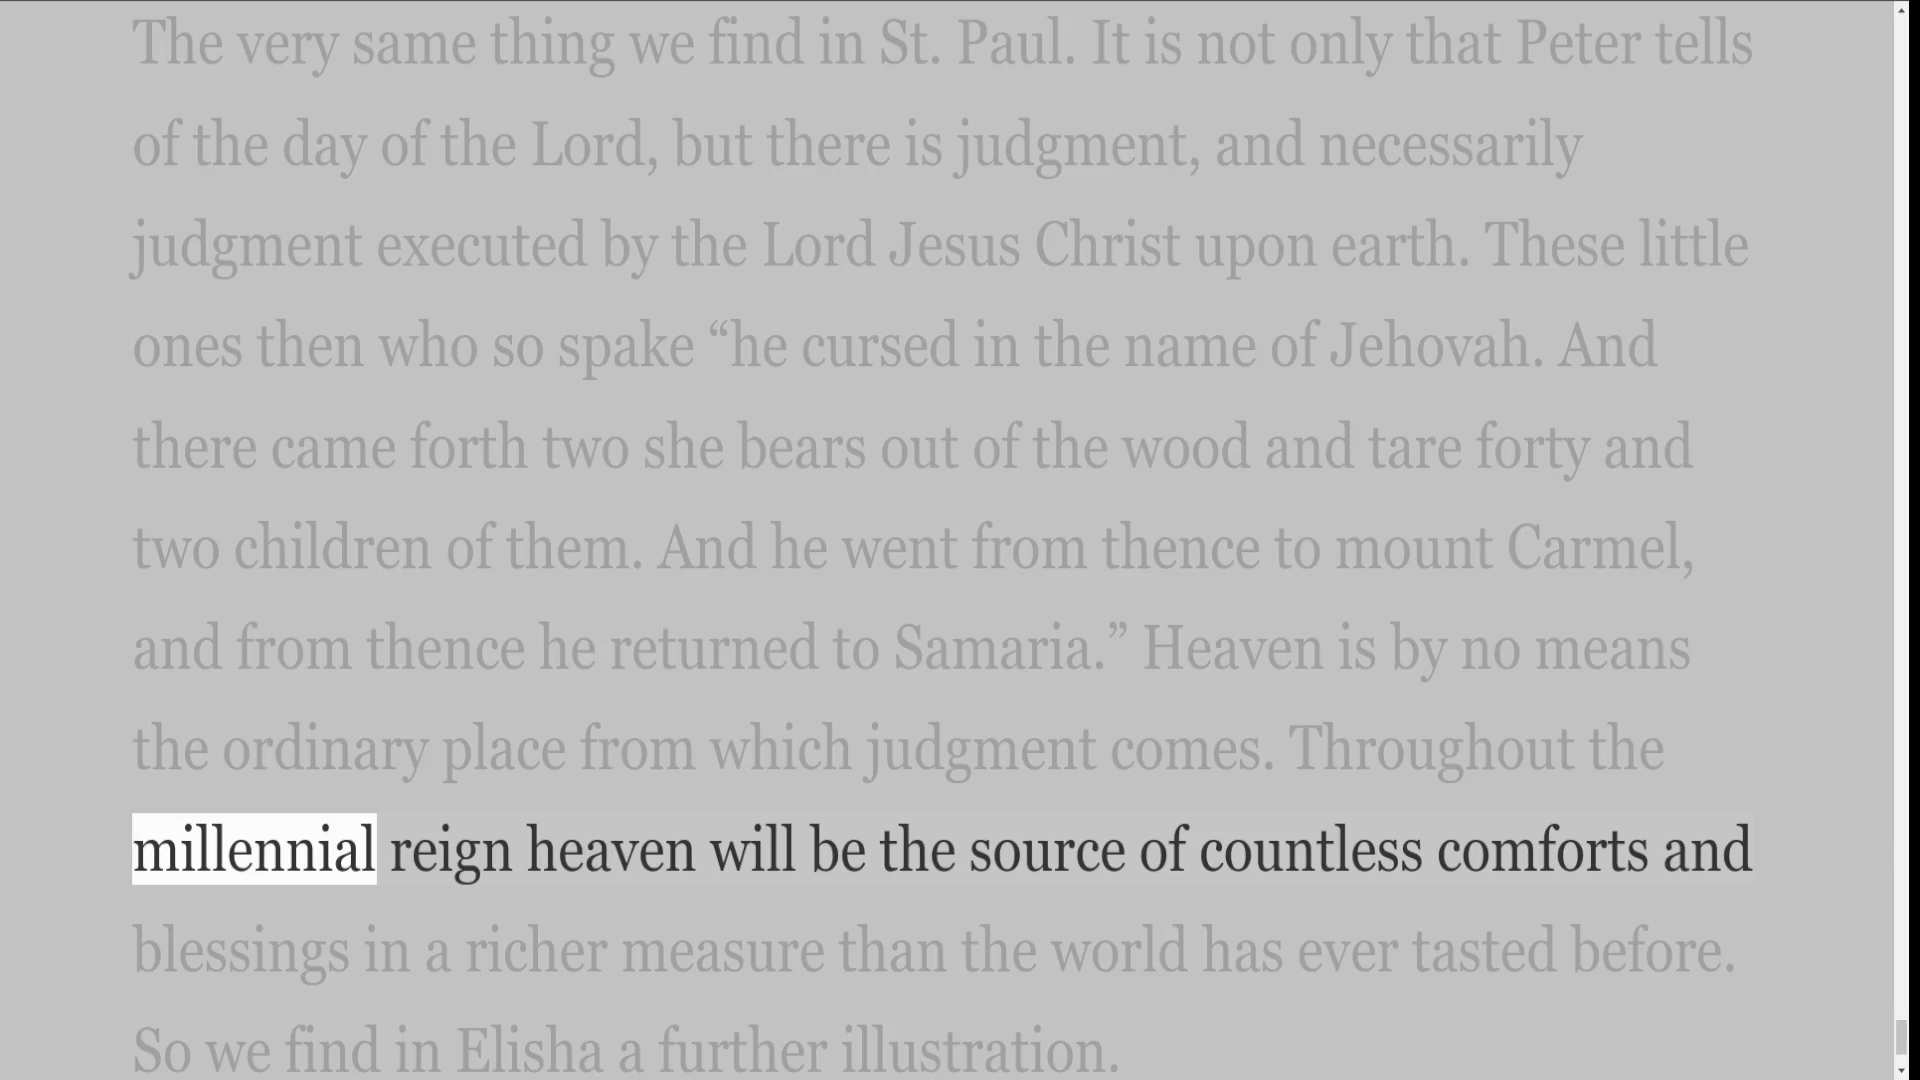 The very same thing we find in St. Paul. It is not only that Peter tells
of the day of the Lord, but there is judgment, and necessarily
judgment executed by the Lord Jesus Christ upon earth. These little
ones then who so spake “he cursed in the name of Jehovah. And
there came forth two she bears out of the wood and tare forty and
two children of them. And he went from thence to mount Carmel,
and from thence he returned to Samaria.” Heaven is by no means
the ordinary place from which judgment comes. Throughout the
millennial reign heaven will be the source of countless comforts and
blessings in a richer measure than the world has ever tasted before.
So we find in Elisha a further illustration.